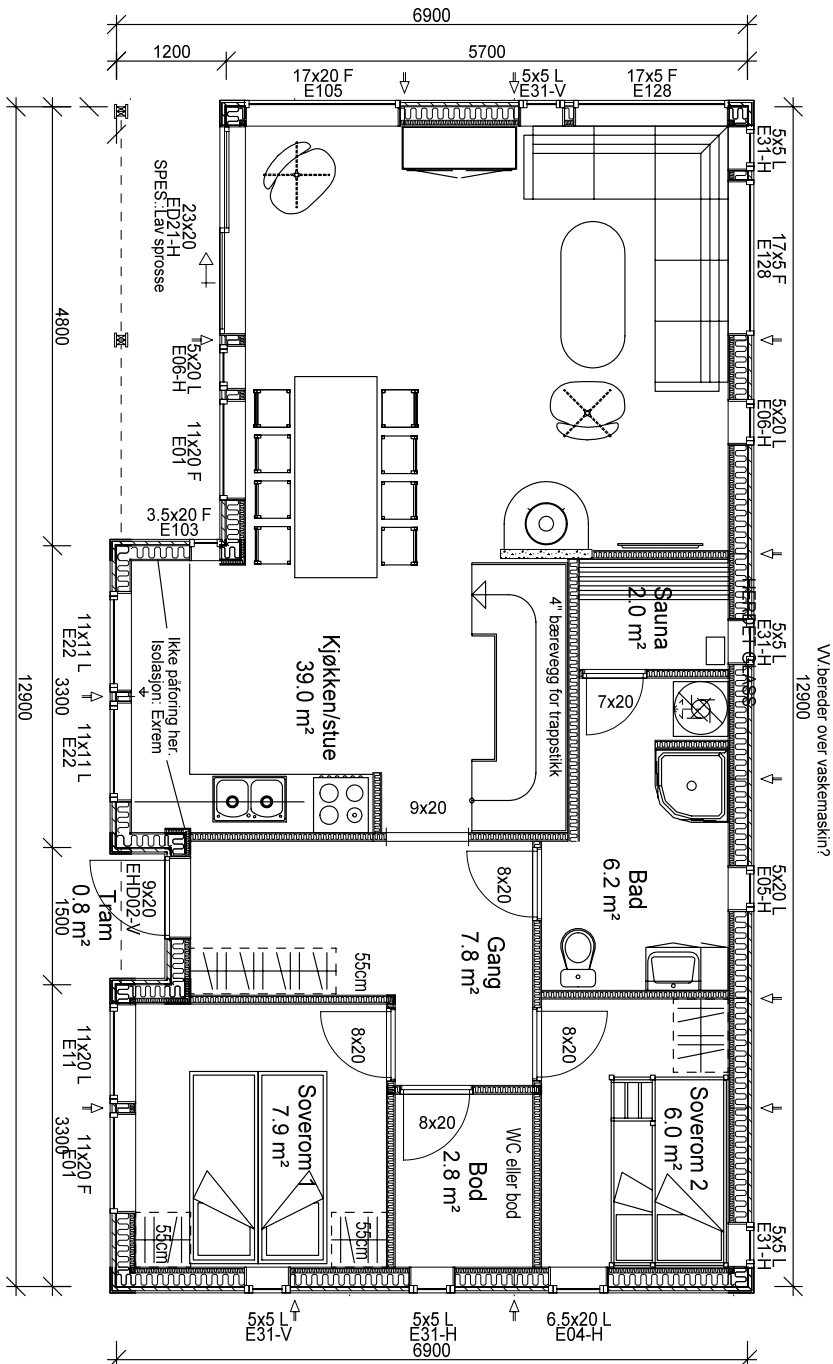 6900
1200
5700
17x20 F
E105
5x5 L
E31-V
17x5 F
E128
5x5 L
E31-H
17x5 F
E128
5x20 L
E06-H
5x5 L
E31-H
HERDET GLASS
5x20 L
E05-H
5x5 L
E31-H
12900
VV.bereder over vaskemaskin?
23x20
ED21-H
SPES.:Lav sprosse
5x20 L
E06-H
11x20 F
E01
3.5x20 F
E103
4800
12900
3300
11x11 L
E22
11x11 L
E22
Ikke påforing her.
Isolasjon: Exrem
Kjøkken/stue
39.0 m²
4" bærevegg for trappstikk
Sauna
2.0 m²
7x20
9x20
Bad
6.2 m²
8x20
Gang
7.8 m²
9x20
EHD02-V
Tram
0.8 m²
1500
55cm
8x20
8x20
8x20
11x20 L
E11
11x20 F
E01
3300
Soverom 1
7.9 m²
55cm
55cm
Bod
2.8 m²
WC eller bod
Soverom 2
6.0 m²
5x5 L
E31-V
5x5 L
E31-H
6.5x20 L
E04-H
6900